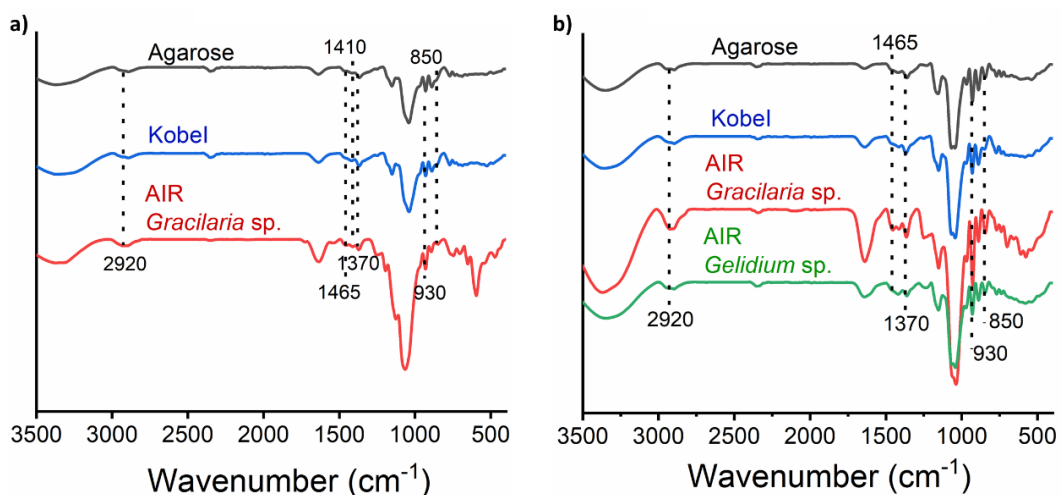 a)
Agarose
1410
850
Kobel
AIR
Gracilaria sp.
2920
1370
1465
930
3500 3000 2500 2000 1500 1000 500
Wavenumber (cm⁻¹)
b)
Agarose
1465
Kobel
AIR
Gracilaria sp.
AIR
Gelidium sp.
2920
1370
850
930
3500 3000 2500 2000 1500 1000 500
Wavenumber (cm⁻¹)